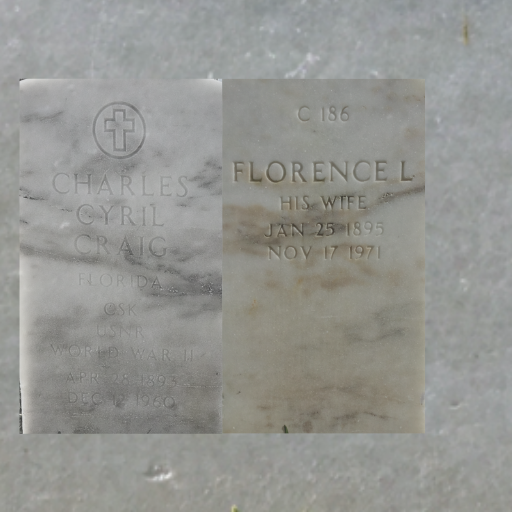 CHARLES
CYRIL
CRAIG
FLORIDA
CSK
USNR
WORLD WAR II
APR 28 1893
DEC 12 1960
C 186
FLORENCE L
HIS WIFE
JAN 25 1895
NOV 17 1971